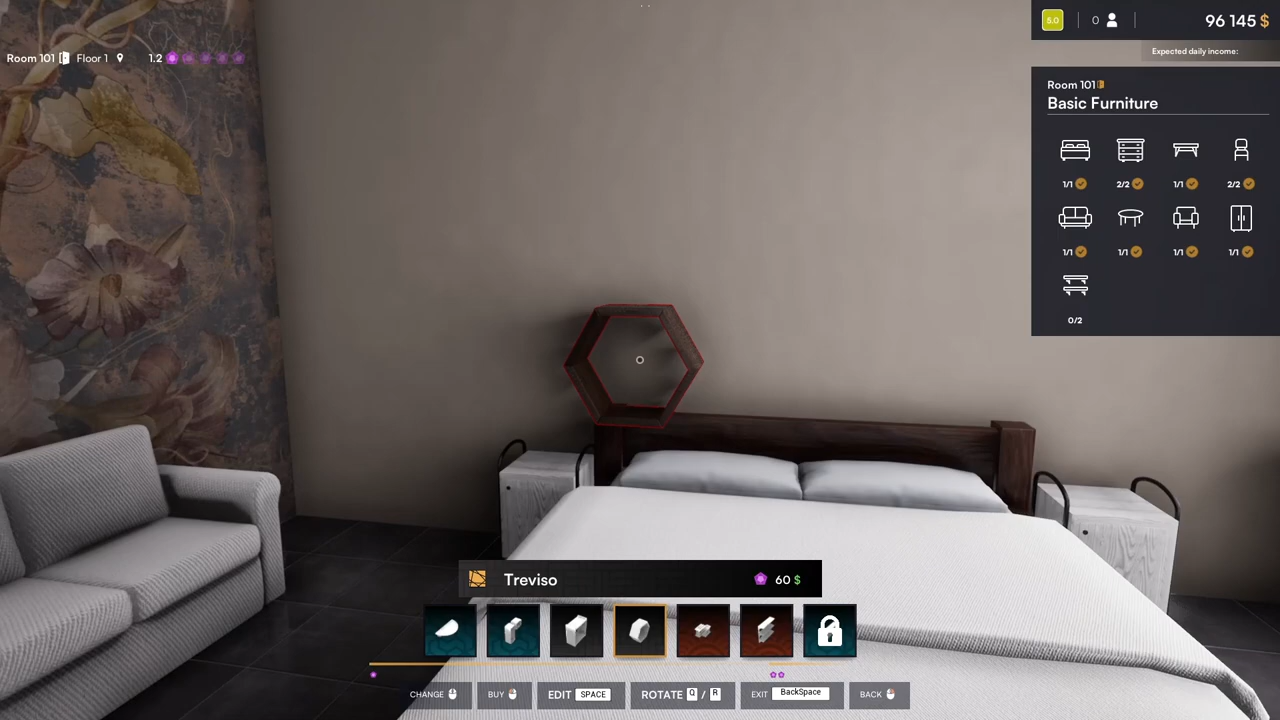 5.0 0 96 145 $
Expected daily income:
Room 101 Floor 1 1.2
Room 101
Basic Furniture
1/1 2/2 1/1 2/2
1/1 1/1 1/1 1/1
0/2
Treviso 60 $
CHANGE BUY EDIT SPACE ROTATE Q / R EXIT BackSpace BACK